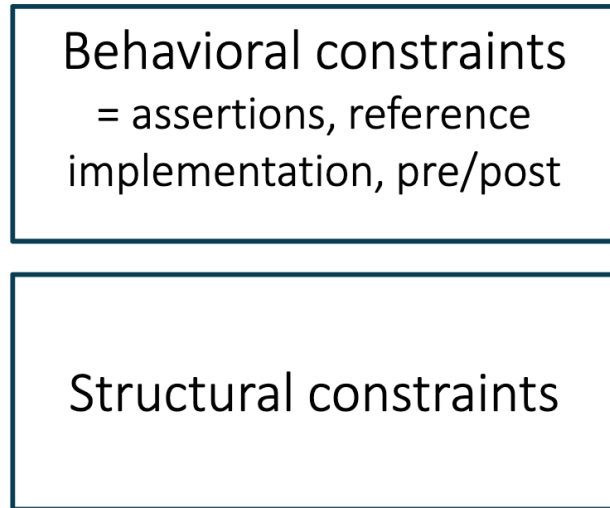 Behavioral constraints
= assertions, reference
implementation, pre/post
Structural constraints